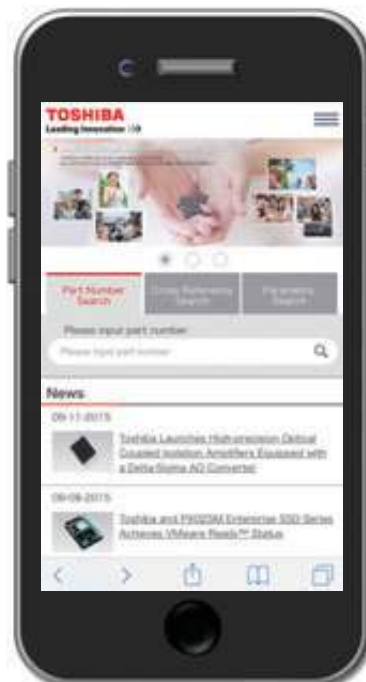 TOSHIBA
Leading Innovation >>>
Part Number
Search
Cross Reference
Search
Parametric
Search
Please input part number
Please input part number
News
09-11-2015
Toshiba Launches High-precision Optical
Coupled Isolation Amplifiers Equipped with
a Delta-Sigma AD Converter
09-09-2015
Toshiba and PX02SM Enterprise SSD Series
Achieves VMware Ready™ Status